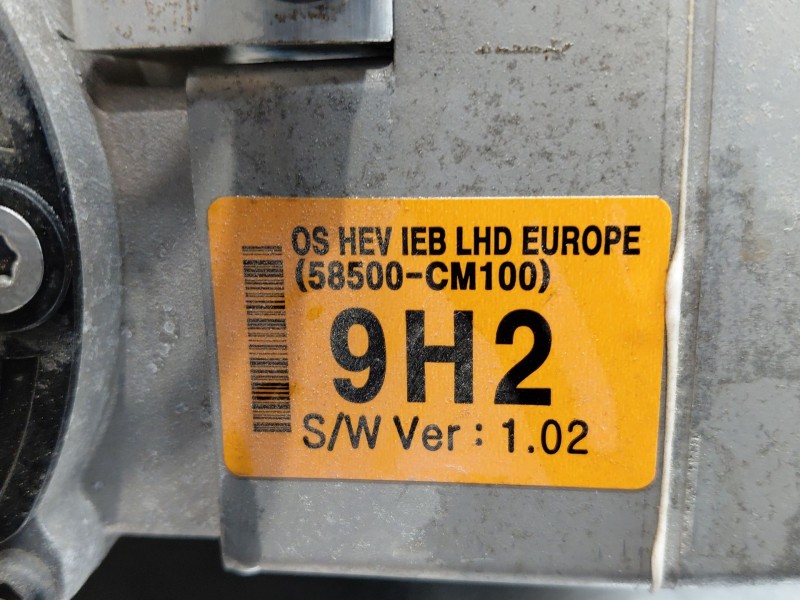 OS HEV IEB LHD EUROPE
(58500-CM100)
9H2
S/W Ver : 1.02